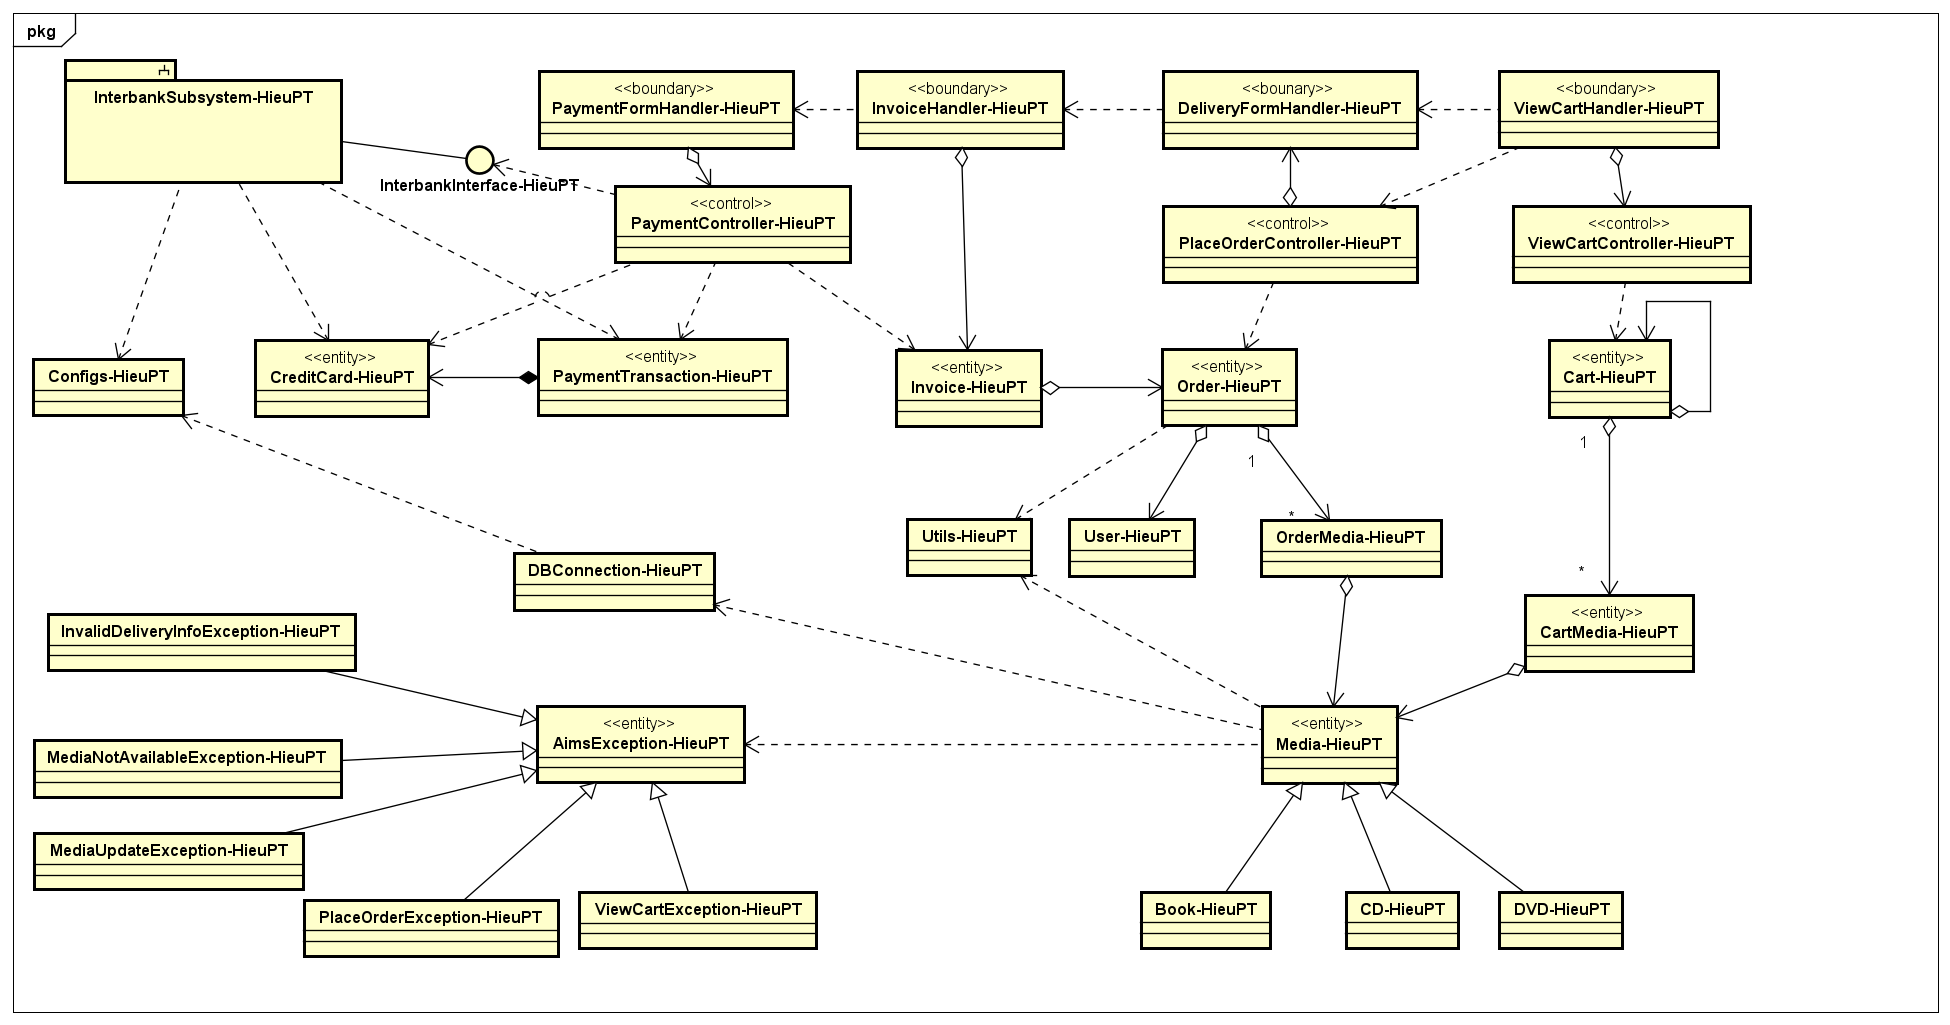 pkg
InterbankSubsystem-HieuPT
<<boundary>>
PaymentFormHandler-HieuPT
<<boundary>>
InvoiceHandler-HieuPT
<<bounary>>
DeliveryFormHandler-HieuPT
<<boundary>>
ViewCartHandler-HieuPT
InterbankInterface-HieuPT
<<control>>
PaymentController-HieuPT
<<control>>
PlaceOrderController-HieuPT
<<control>>
ViewCartController-HieuPT
Configs-HieuPT
<<entity>>
CreditCard-HieuPT
<<entity>>
PaymentTransaction-HieuPT
<<entity>>
Invoice-HieuPT
<<entity>>
Order-HieuPT
<<entity>>
Cart-HieuPT
1
1
*
*
Utils-HieuPT
User-HieuPT
OrderMedia-HieuPT
DBConnection-HieuPT
<<entity>>
CartMedia-HieuPT
InvalidDeliveryInfoException-HieuPT
MediaNotAvailableException-HieuPT
<<entity>>
AimsException-HieuPT
<<entity>>
Media-HieuPT
MediaUpdateException-HieuPT
PlaceOrderException-HieuPT
ViewCartException-HieuPT
Book-HieuPT
CD-HieuPT
DVD-HieuPT